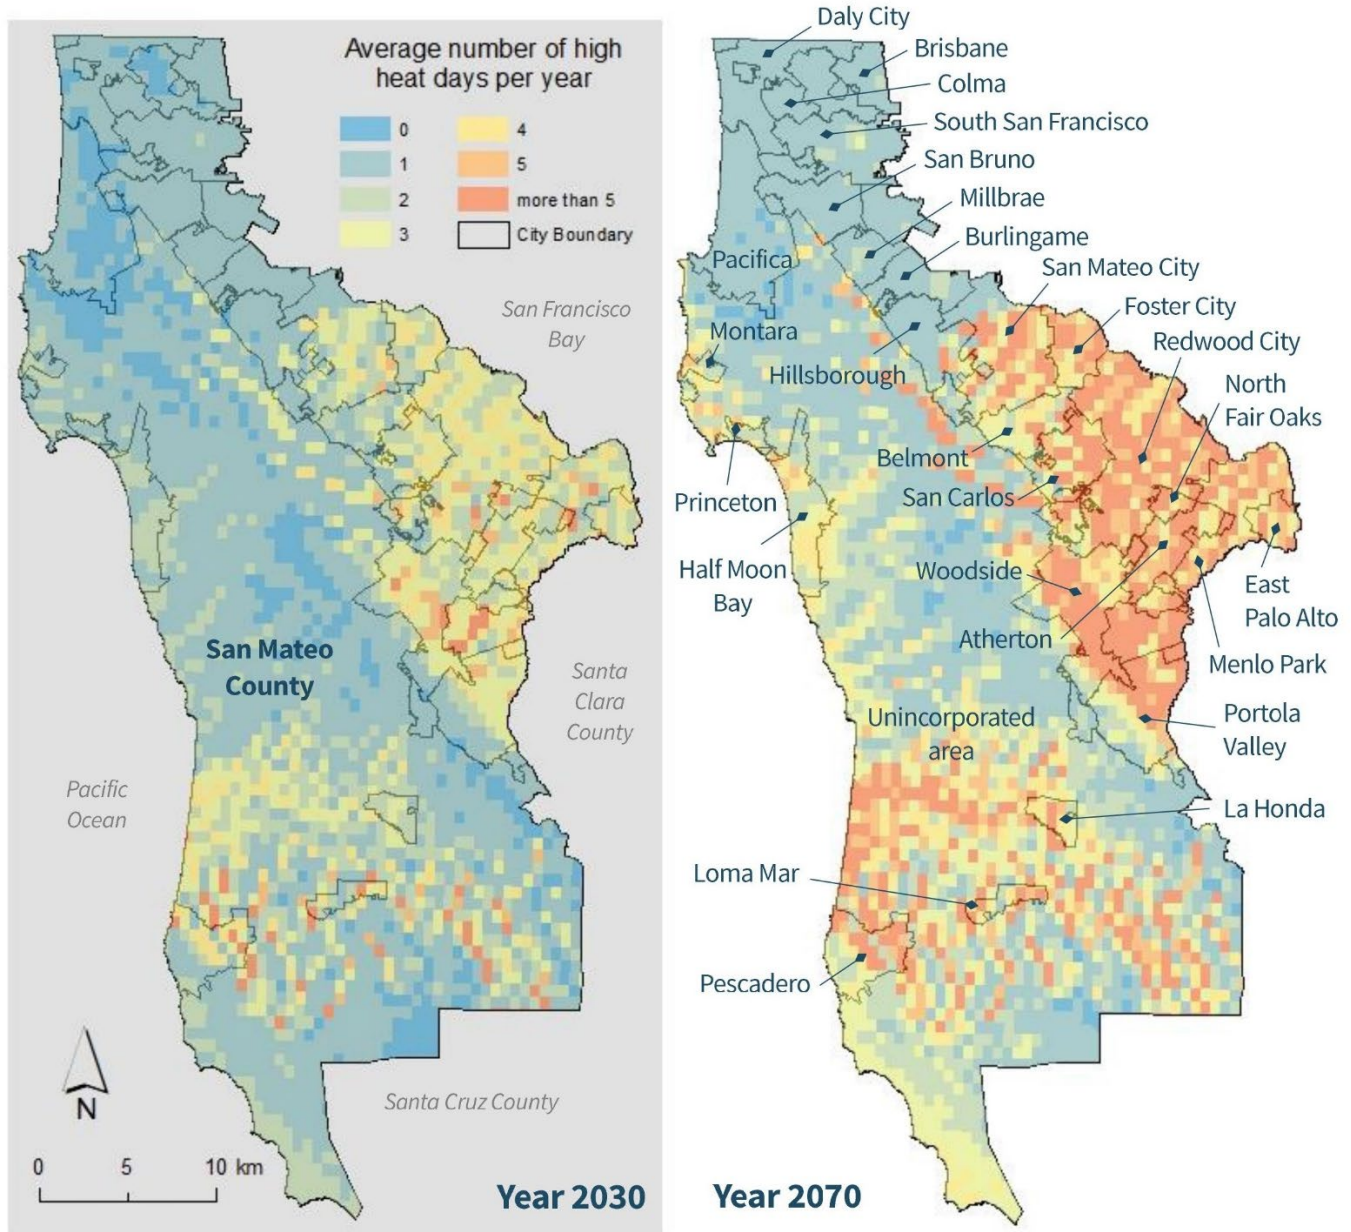 Average number of high
heat days per year
0
1
2
3
4
5
more than 5
City Boundary
San Francisco
Bay
San Mateo
County
Santa
Clara
County
Pacific
Ocean
Santa Cruz County
N
0 5 10 km
Year 2030
Daly City
Brisbane
Colma
South San Francisco
San Bruno
Millbrae
Burlingame
Pacifica
San Mateo City
Foster City
Montara
Redwood City
Hillsborough
North
Fair Oaks
Belmont
San Carlos
Princeton
Half Moon
Bay
Woodside
East
Palo Alto
Atherton
Menlo Park
Unincorporated
area
Portola
Valley
La Honda
Loma Mar
Pescadero
Year 2070